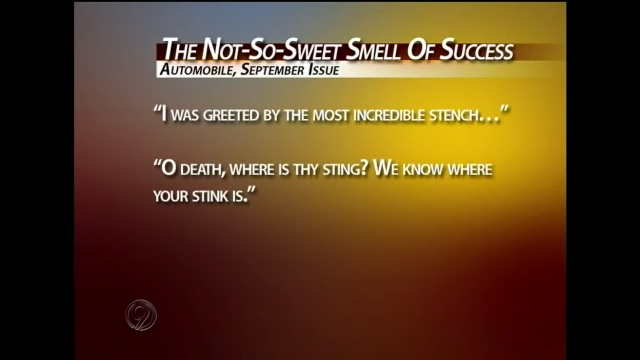 The Not-So-Sweet Smell Of Success
Automobile, September Issue
“I was greeted by the most incredible stench…”
“O death, where is thy sting? We know where
your stink is.”
2